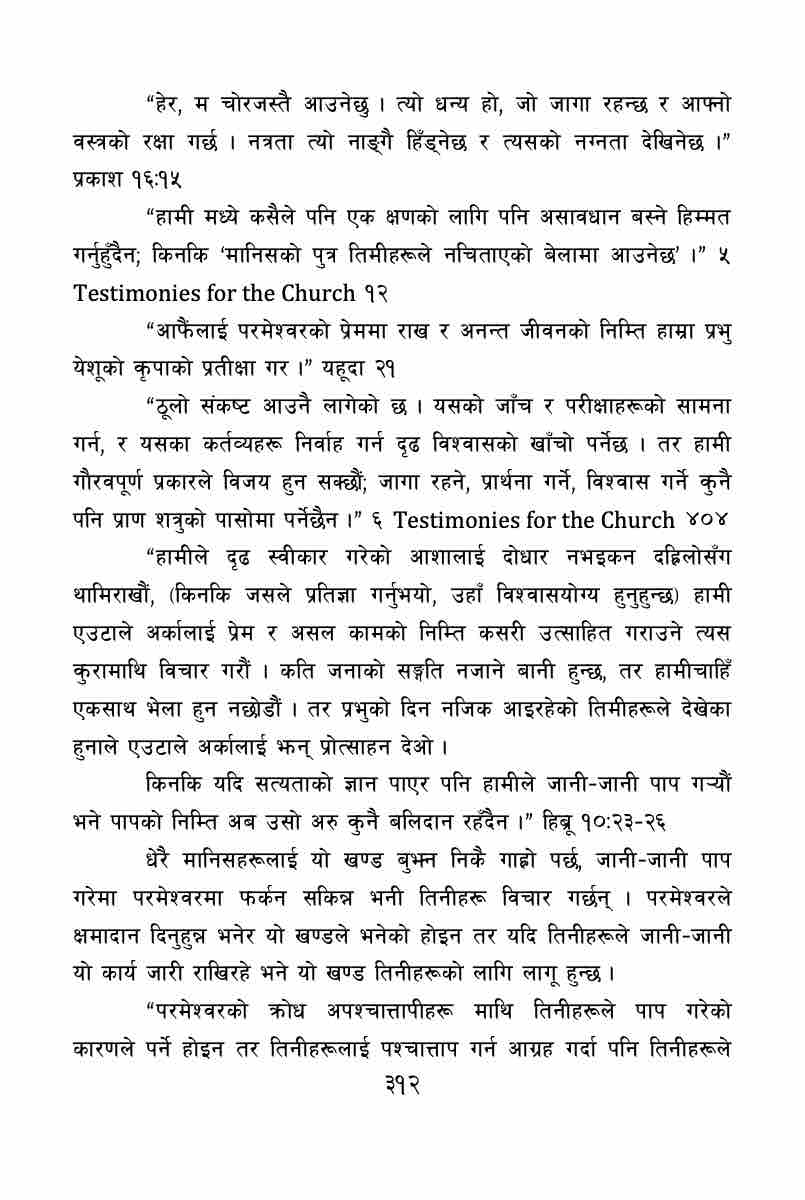 “हेर, म चोरजस्तै आउनेछु । त्यो धन्य हो, जो जागा रहन्छ र आफ्नो
वस्त्रको रक्षा गर्छ । नत्रता त्यो नाङ्गै हिँड्नेछ र त्यसको नग्नता देखिनेछ ।”
प्रकाश १६:१५
“हामी मध्ये कसैले पनि एक क्षणको लागि पनि असावधान बस्ने हिम्मत
गर्नुहुँदैन; किनकि ‘मानिसको पुत्र तिमीहरूले नचिताएको बेलामा आउनेछ’ ।” ५
Testimonies for the Church १२
“आफैंलाई परमेश्वरको प्रेममा राख र अनन्त जीवनको निम्ति हाम्रा प्रभु
येशूको कृपाको प्रतीक्षा गर ।” यहूदा २१
“ठूलो संकष्ट आउनै लागेको छ । यसको जाँच र परीक्षाहरूको सामना
गर्न, र यसका कर्तव्यहरू निर्वाह गर्न दृढ विश्वासको खाँचो पर्नेछ । तर हामी
गौरवपूर्ण प्रकारले विजय हुन सक्छौं; जागा रहने, प्रार्थना गर्ने, विश्वास गर्ने कुनै
पनि प्राण शत्रुको पासोमा पर्नेछैन ।” ६ Testimonies for the Church ४०४
“हामीले दृढ स्वीकार गरेको आशालाई दोधार नभइकन दह्रिलोसँग
थामिराखौं, (किनकि जसले प्रतिज्ञा गर्नुभयो, उहाँ विश्वासयोग्य हुनुहुन्छ) हामी
एउटाले अर्कालाई प्रेम र असल कामको निम्ति कसरी उत्साहित गराउने त्यस
कुरामाथि विचार गरौं । कति जनाको सङ्गति नजाने बानी हुन्छ, तर हामीचाहिँ
एकसाथ भेला हुन नछोडौं । तर प्रभुको दिन नजिक आइरहेको तिमीहरूले देखेका
हुनाले एउटाले अर्कालाई झन् प्रोत्साहन देओ ।
किनकि यदि सत्यताको ज्ञान पाएर पनि हामीले जानी-जानी पाप गऱ्यौं
भने पापको निम्ति अब उसो अरु कुनै बलिदान रहँदैन ।” हिब्रू १०:२३-२६
धेरै मानिसहरूलाई यो खण्ड बुझ्न निकै गाह्रो पर्छ, जानी-जानी पाप
गरेमा परमेश्वरमा फर्कन सकिन्न भनी तिनीहरू विचार गर्छन् । परमेश्वरले
क्षमादान दिनुहुन्न भनेर यो खण्डले भनेको होइन तर यदि तिनीहरूले जानी-जानी
यो कार्य जारी राखिरहे भने यो खण्ड तिनीहरूको लागि लागू हुन्छ ।
“परमेश्वरको क्रोध अपश्चात्तापीहरू माथि तिनीहरूले पाप गरेको
कारणले पर्ने होइन तर तिनीहरूलाई पश्चात्ताप गर्न आग्रह गर्दा पनि तिनीहरूले
३१२